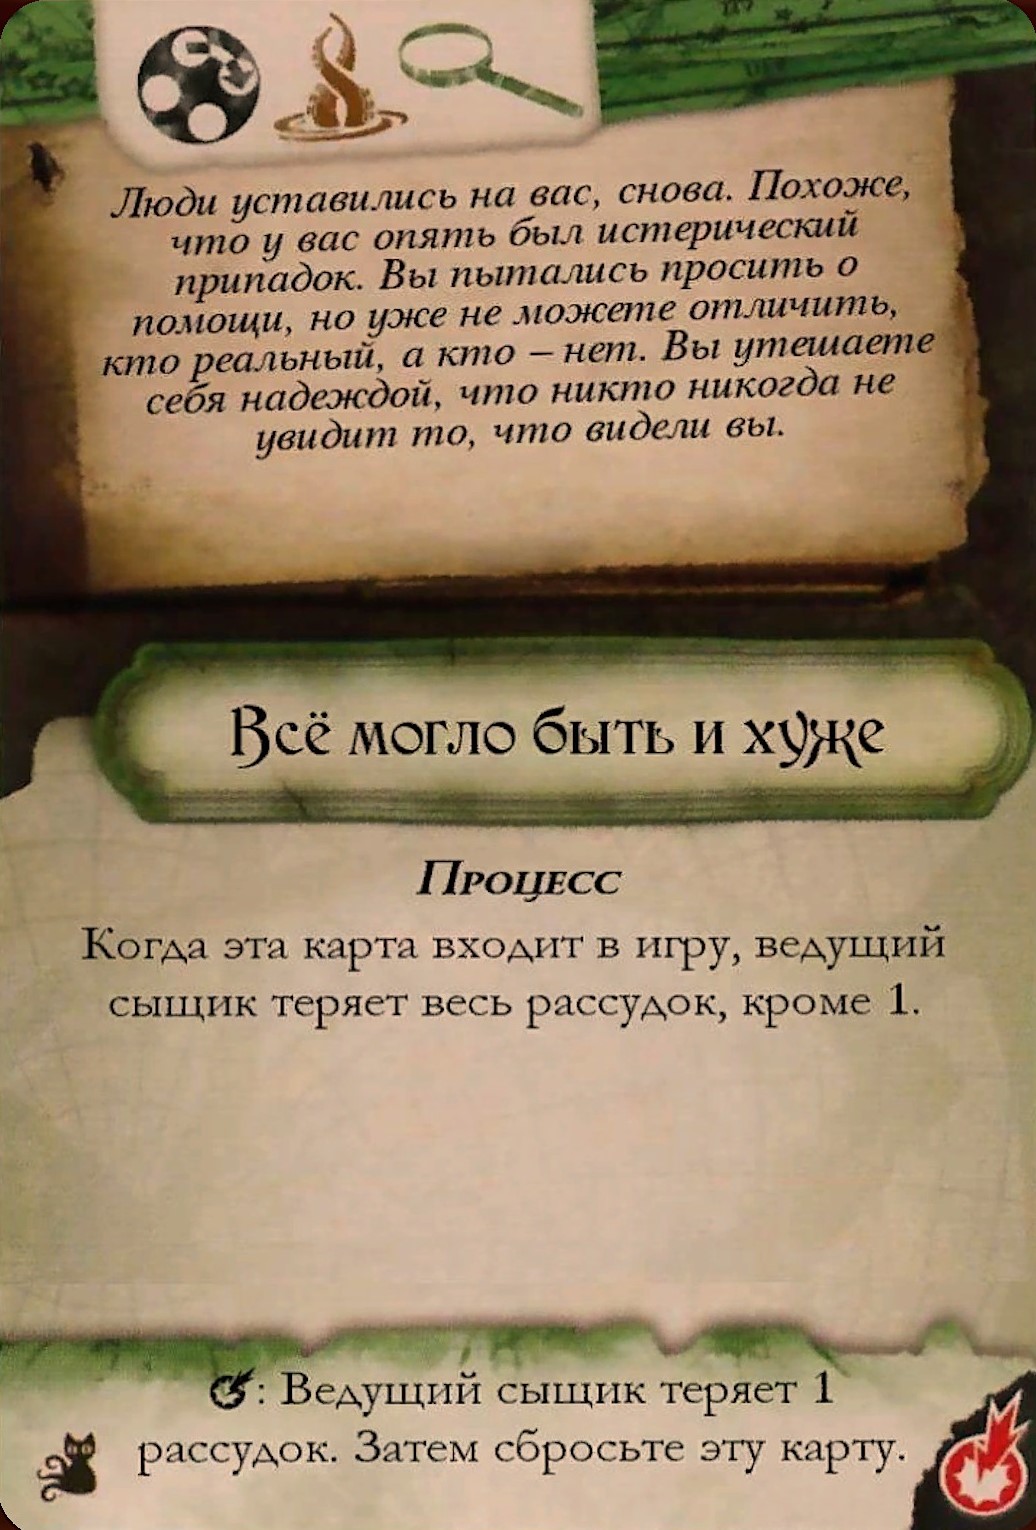 Люди уставились на вас, снова. Похоже,
что у вас опять был истерический
припадок. Вы пытались просить о
помощи, но уже не можете отличить,
кто реальный, а кто – нет. Вы утешаете
себя надеждой, что никто никогда не
увидит то, что видели вы.
Всё могло быть и хуже
Процесс
Когда эта карта входит в игру, ведущий
сыщик теряет весь рассудок, кроме 1.
: Ведущий сыщик теряет 1
рассудок. Затем сбросьте эту карту.